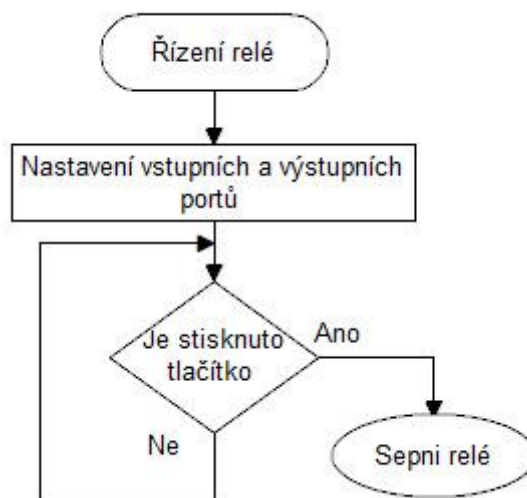 Řízení relé
Nastavení vstupních a výstupních
portů
Je stisknuto
tlačítko
Ano
Ne
Sepni relé